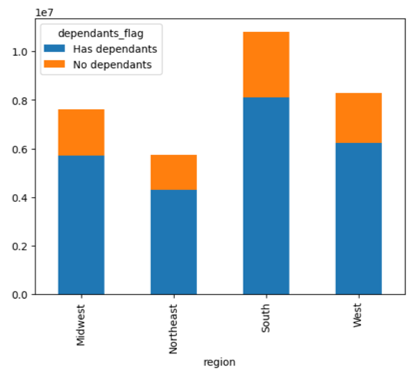 1e7
dependants_flag
Has dependants
No dependants
1.0
0.8
0.6
0.4
0.2
0.0
Midwest
Northeast
South
West
region